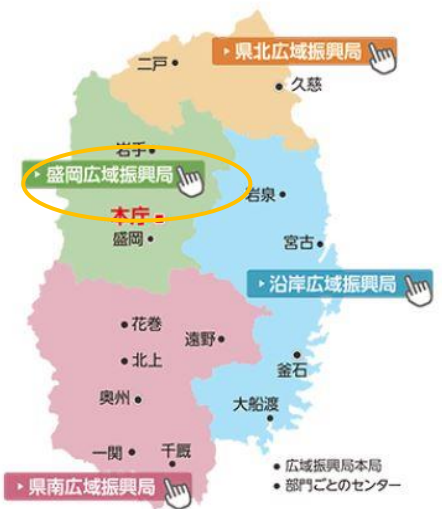 ▸県北広域振興局
二戸
久慈
岩手
▸盛岡広域振興局
岩泉
本庁
盛岡
宮古
▸沿岸広域振興局
花巻
遠野
北上
釜石
奥州
大船渡
一関
千厩
●広域振興局本局
▸県南広域振興局
●部門ごとのセンター